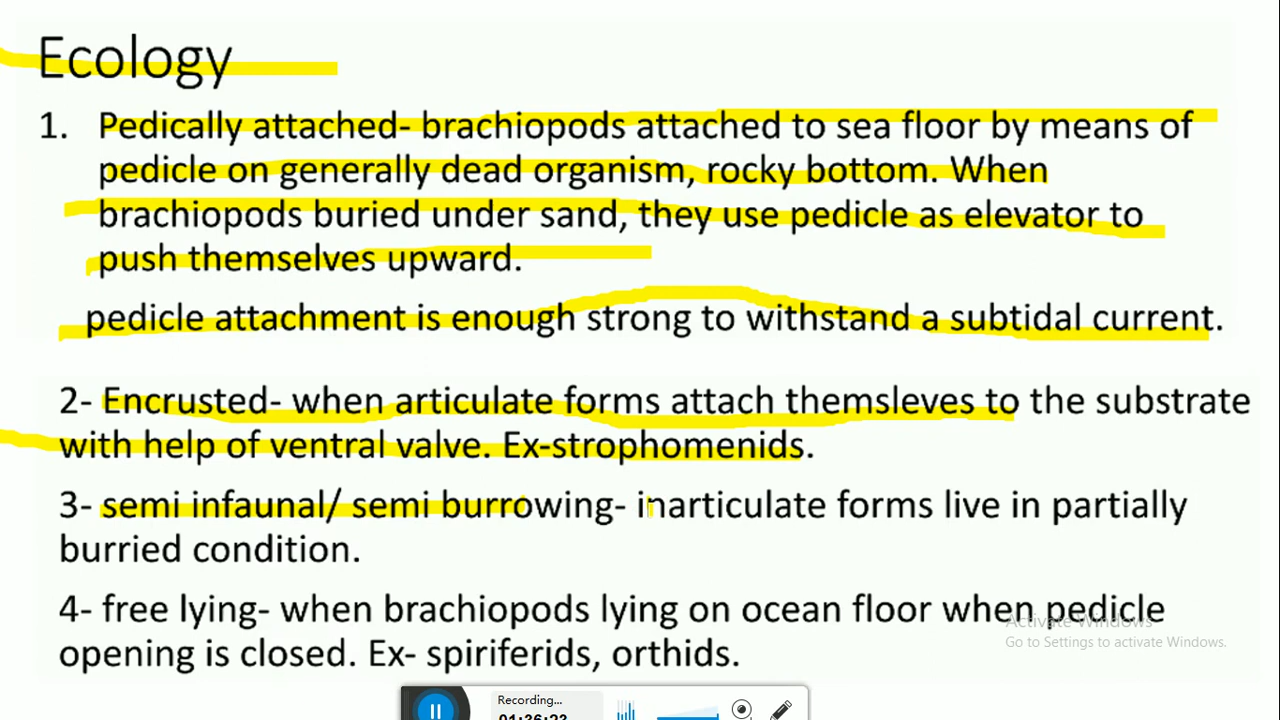 Ecology
1. Pedically attached- brachiopods attached to sea floor by means of
pedicle on generally dead organism, rocky bottom. When
brachiopods buried under sand, they use pedicle as elevator to
push themselves upward.
pedicle attachment is enough strong to withstand a subtidal current.
2- Encrusted- when articulate forms attach themsleves to the substrate
with help of ventral valve. Ex-strophomenids.
3- semi infaunal/ semi burrowing- inarticulate forms live in partially
burried condition.
4- free lying- when brachiopods lying on ocean floor when pedicle
opening is closed. Ex- spiriferids, orthids.
Activate Windows
Go to Settings to activate Windows.
Recording...